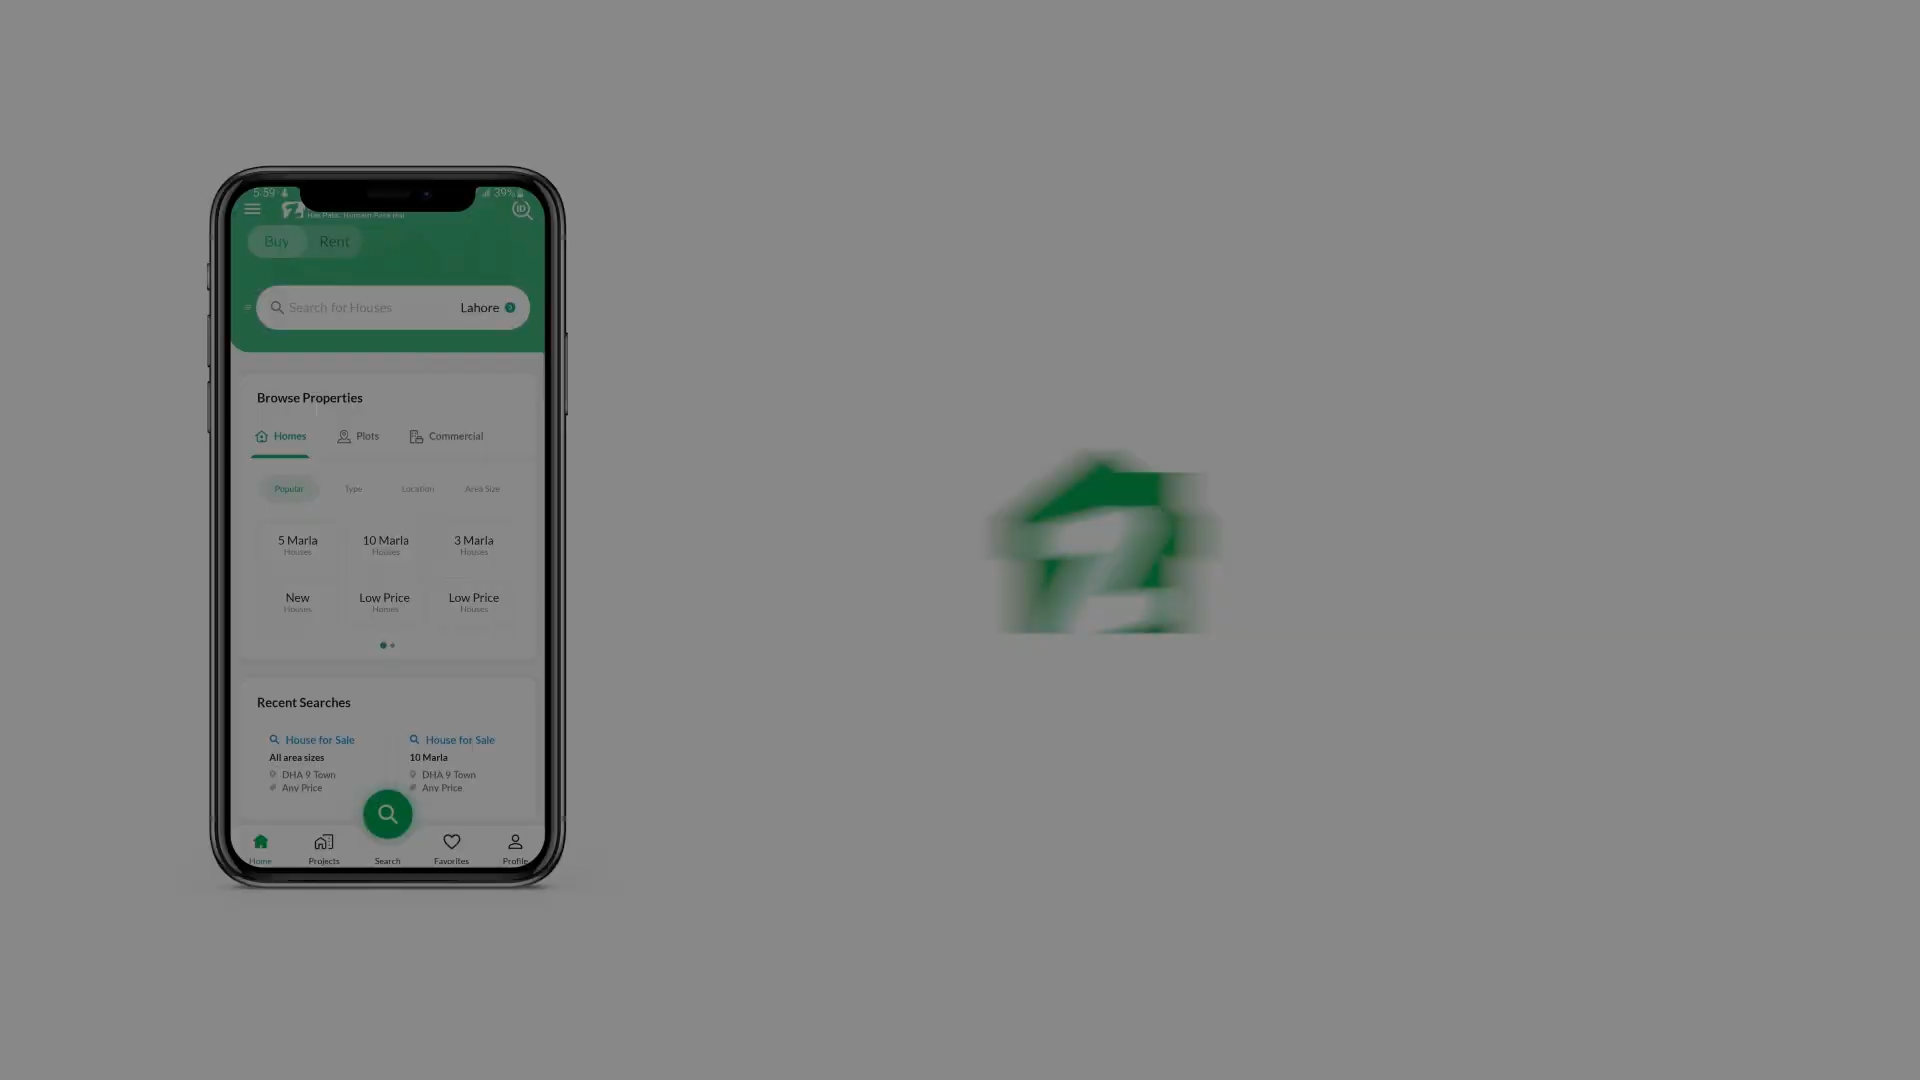 5:59 39%
Buy Rent
Search for Houses Lahore
Browse Properties
Homes Plots Commercial
Popular Type Location Area Size
5 Marla 10 Marla 3 Marla
Houses Houses Houses
New Low Price Low Price
Houses Homes Houses
Recent Searches
House for Sale House for Sale
All area sizes 10 Marla
DHA 9 Town DHA 9 Town
Any Price Any Price
Home Projects Search Favorites Profile